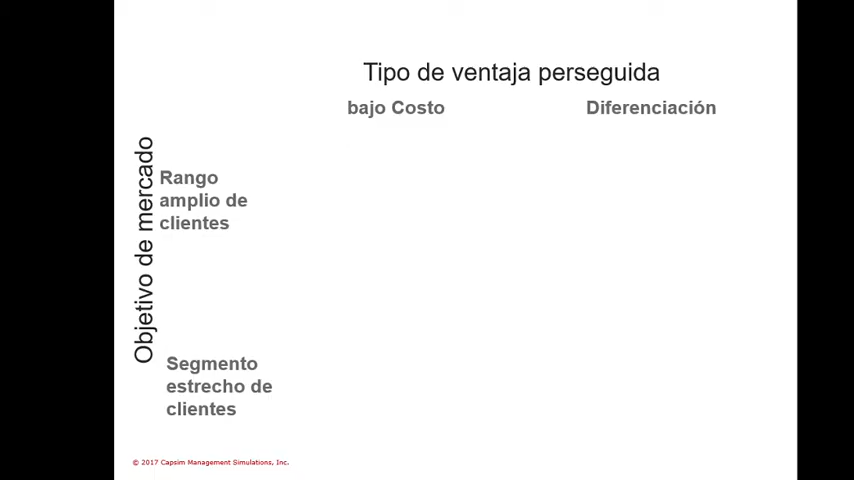 Tipo de ventaja perseguida
bajo Costo
Diferenciación
Objetivo de mercado
Rango
amplio de
clientes
Segmento
estrecho de
clientes
© 2017 Capsim Management Simulations, Inc.